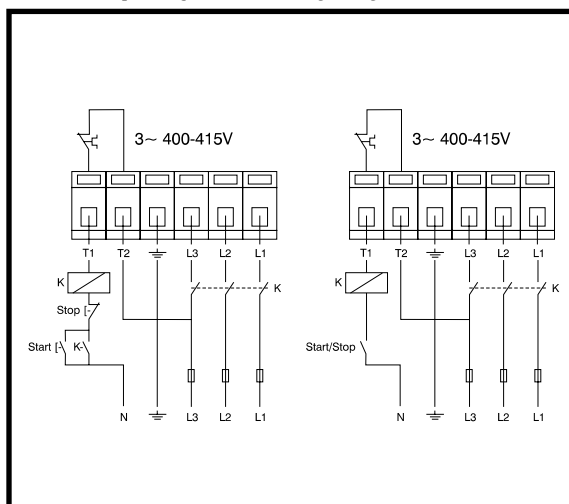 3~ 400-415V
T1 T2 L3 L2 L1
K
K
Stop
Start K
N L3 L2 L1
3~ 400-415V
T1 T2 L3 L2 L1
K
K
Start/Stop
N L3 L2 L1